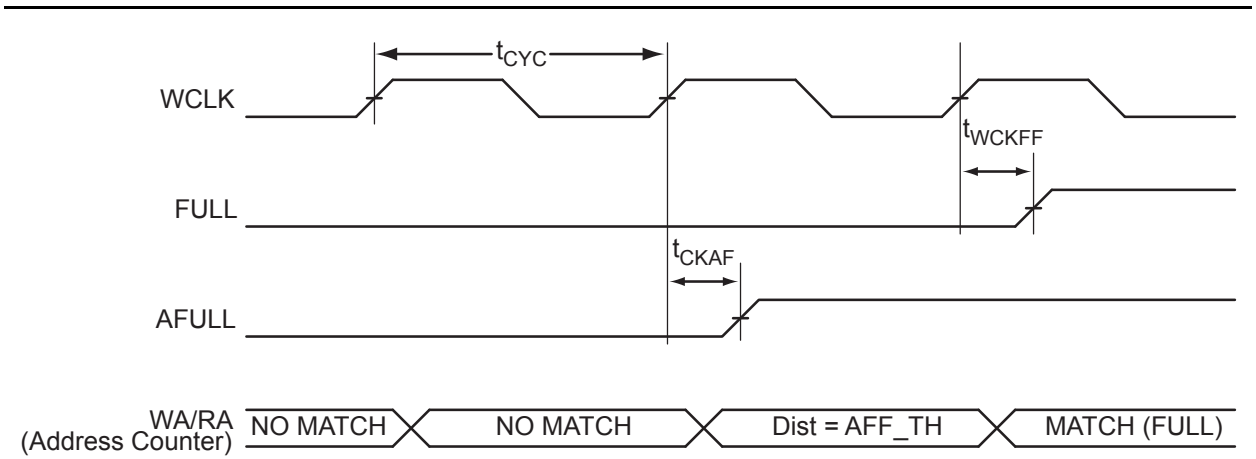 tCYC
WCLK
tWCKFF
FULL
tCKAF
AFULL
WA/RA
(Address Counter)
NO MATCH
NO MATCH
Dist = AFF_TH
MATCH (FULL)